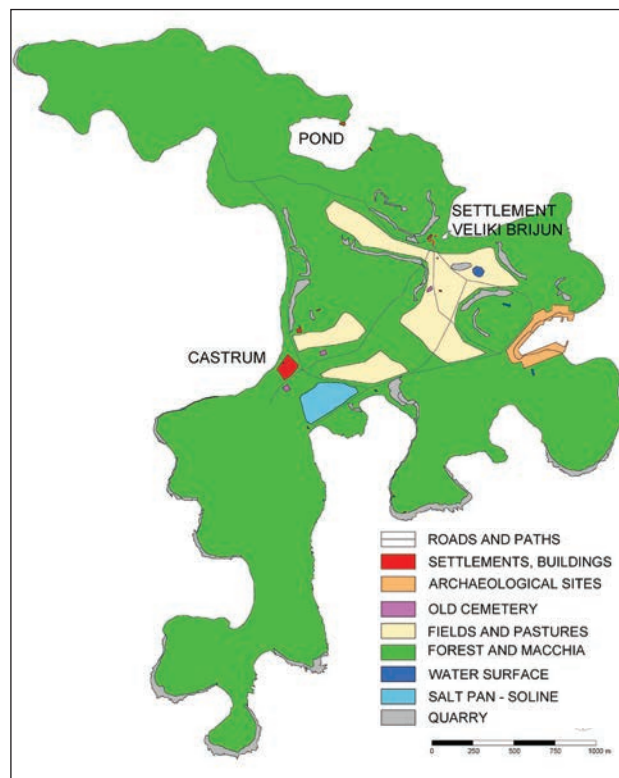 POND
SETTLEMENT
VELIKI BRIJUN
CASTRUM
ROADS AND PATHS
SETTLEMENTS, BUILDINGS
ARCHAEOLOGICAL SITES
OLD CEMETERY
FIELDS AND PASTURES
FOREST AND MACCHIA
WATER SURFACE
SALT PAN - SOLINE
QUARRY
0 250 500 750 1000 m